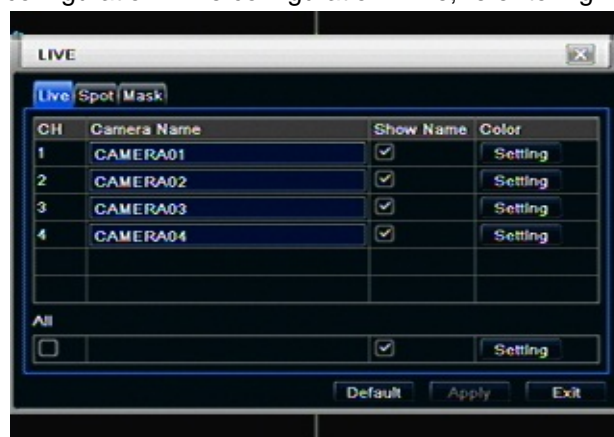 LIVE
Live Spot Mask
CH Camera Name Show Name Color
1 CAMERA01 Setting
2 CAMERA02 Setting
3 CAMERA03 Setting
4 CAMERA04 Setting
All
Setting
Default Apply Exit